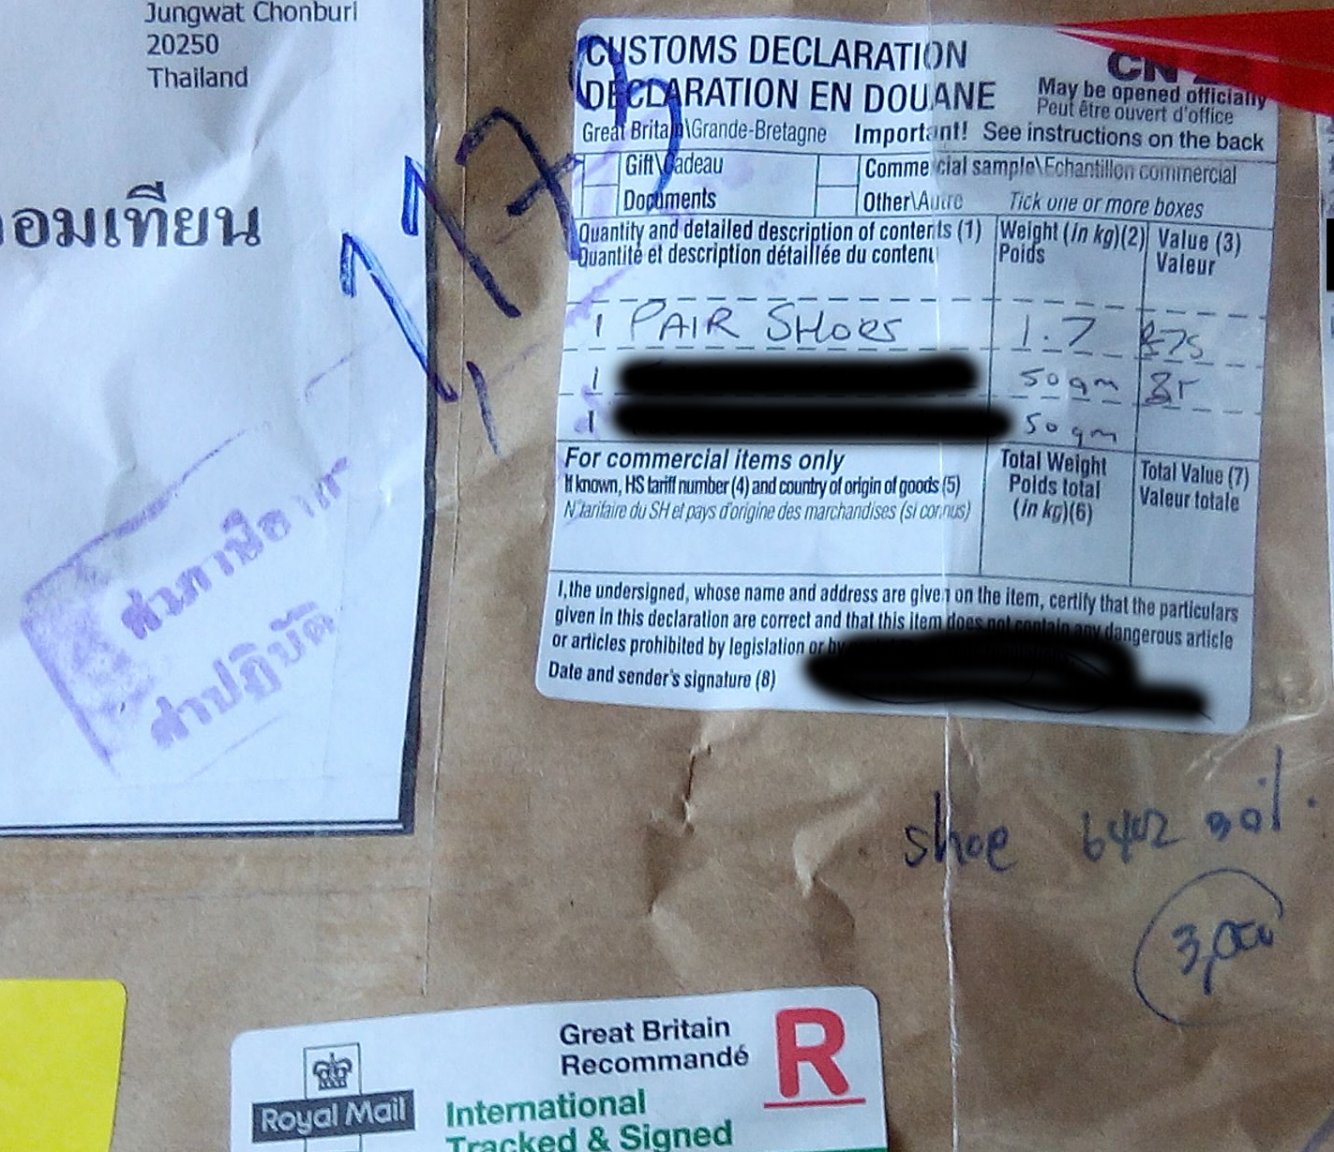 Jungwat Chonburi
20250
Thailand
จอมเทียน
CUSTOMS DECLARATION
DÉCLARATION EN DOUANE
CN
May be opened officially
Peut être ouvert d'office
Great Britain\Grande-Bretagne
Important! See instructions on the back
Gift\Cadeau
Commercial sample\Echantillon commercial
Documents
Other\Autre
Tick one or more boxes
Quantity and detailed description of contents (1)
Quantité et description détaillée du contenu
Weight (in kg)(2)
Poids
Value (3)
Valeur
1 PAIR SHOES 1.7 £75
1 50gm
1 50gm
For commercial items only
If known, HS tariff number (4) and country of origin of goods (5)
N°tarifaire du SH et pays d'origine des marchandises (si connus)
Total Weight
Poids total
(in kg)(6)
Total Value (7)
Valeur totale
I, the undersigned, whose name and address are given on the item, certify that the particulars
given in this declaration are correct and that this item does not contain any dangerous article
or articles prohibited by legislation or by
Date and sender's signature (8)
shoe 6402
3,000
Great Britain
Recommandé
R
Royal Mail
International
Tracked & Signed